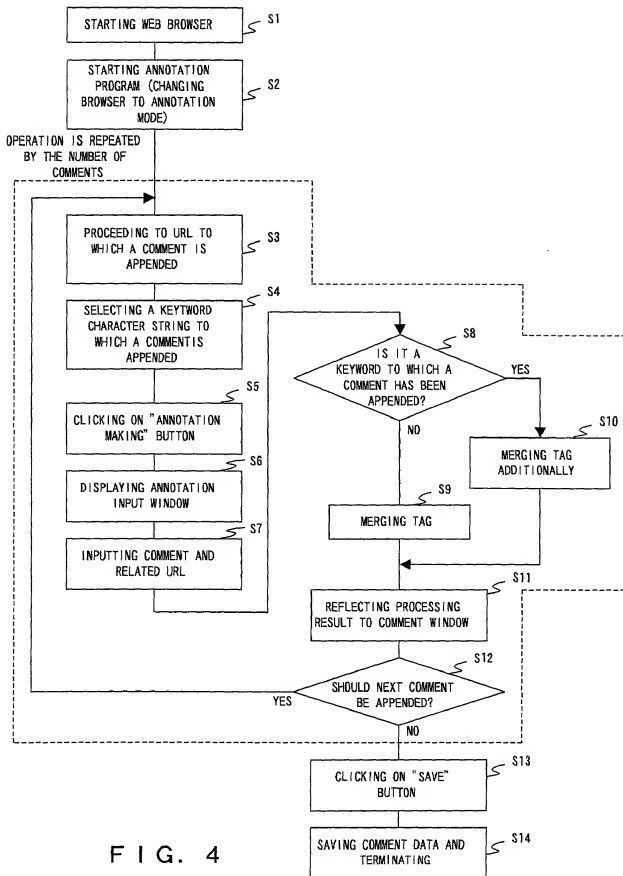 STARTING WEB BROWSER
S1
STARTING ANNOTATION
PROGRAM (CHANGING
BROWSER TO ANNOTATION
MODE)
S2
OPERATION IS REPEATED
BY THE NUMBER OF
COMMENTS
PROCEEDING TO URL TO
WHICH A COMMENT IS
APPENDED
S3
SELECTING A KEYTWORD
CHARACTER STRING TO
WHICH A COMMENTIS
APPENDED
S4
CLICKING ON "ANNOTATION
MAKING" BUTTON
S5
DISPLAYING ANNOTATION
INPUT WINDOW
S6
INPUTTING COMMENT AND
RELATED URL
S7
IS IT A
KEYWORD TO WHICH A
COMMENT HAS BEEN
APPENDED?
S8
YES
NO
MERGING TAG
S9
MERGING TAG
ADDITIONALLY
S10
REFLECTING PROCESSING
RESULT TO COMMENT WINDOW
S11
SHOULD NEXT COMMENT
BE APPENDED?
S12
YES
NO
CLICKING ON "SAVE"
BUTTON
S13
SAVING COMMENT DATA AND
TERMINATING
S14
FIG. 4